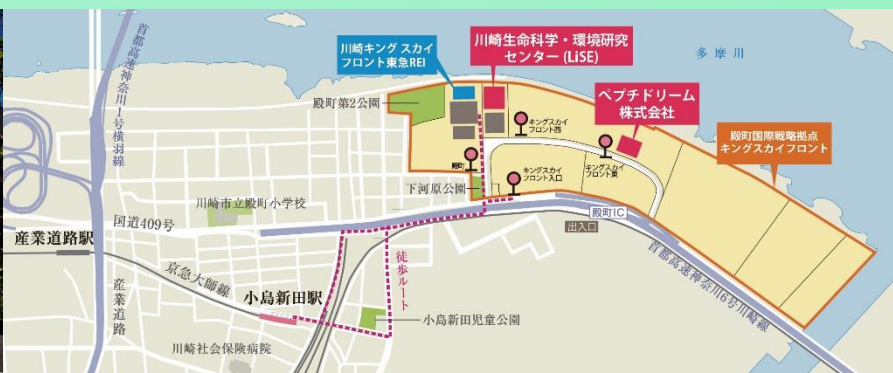 川崎キング スカイ
フロント東急REI
川崎生命科学・環境研究
センター (LiSE)
多摩川
首都高速神奈川1号横羽線
殿町第2公園
ペプチドリーム
株式会社
キングスカイ
フロント西
殿町国際戦略拠点
キングスカイフロント
殿町
キングスカイ
フロント東
キングスカイ
フロント入口
下河原公園
川崎市立殿町小学校
国道409号
殿町IC
出入口
産業道路駅
京急大師線
徒歩ルート
首都高速神奈川6号川崎線
産業道路
小島新田駅
小島新田児童公園
川崎社会保険病院